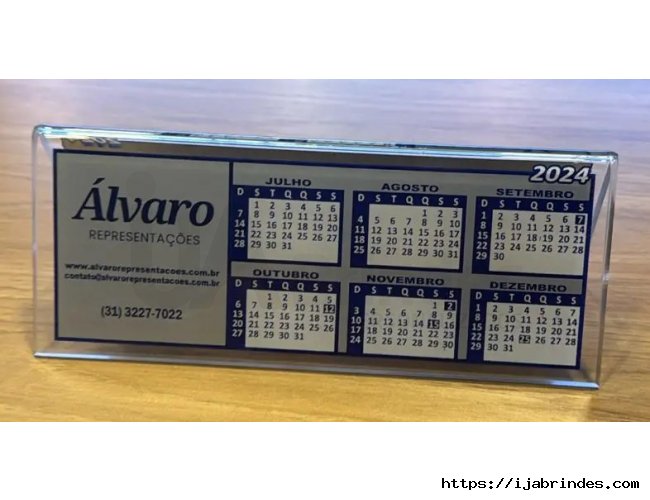 2024
Álvaro
REPRESENTAÇÕES
www.alvarorepresentacoes.com.br
contato@alvarorepresentacoes.com.br
(31) 3227-7022
JULHO
D S T Q Q S S
1 2 3 4 5 6
7 8 9 10 11 12 13
14 15 16 17 18 19 20
21 22 23 24 25 26 27
28 29 30 31
AGOSTO
D S T Q Q S S
1 2 3
4 5 6 7 8 9 10
11 12 13 14 15 16 17
18 19 20 21 22 23 24
25 26 27 28 29 30 31
SETEMBRO
D S T Q Q S S
1 2 3 4 5 6 7
8 9 10 11 12 13 14
15 16 17 18 19 20 21
22 23 24 25 26 27 28
29 30
OUTUBRO
D S T Q Q S S
1 2 3 4 5
6 7 8 9 10 11 12
13 14 15 16 17 18 19
20 21 22 23 24 25 26
27 28 29 30 31
NOVEMBRO
D S T Q Q S S
1 2
3 4 5 6 7 8 9
10 11 12 13 14 15 16
17 18 19 20 21 22 23
24 25 26 27 28 29 30
DEZEMBRO
D S T Q Q S S
1 2 3 4 5 6 7
8 9 10 11 12 13 14
15 16 17 18 19 20 21
22 23 24 25 26 27 28
29 30 31
https://ijabrindes.com/